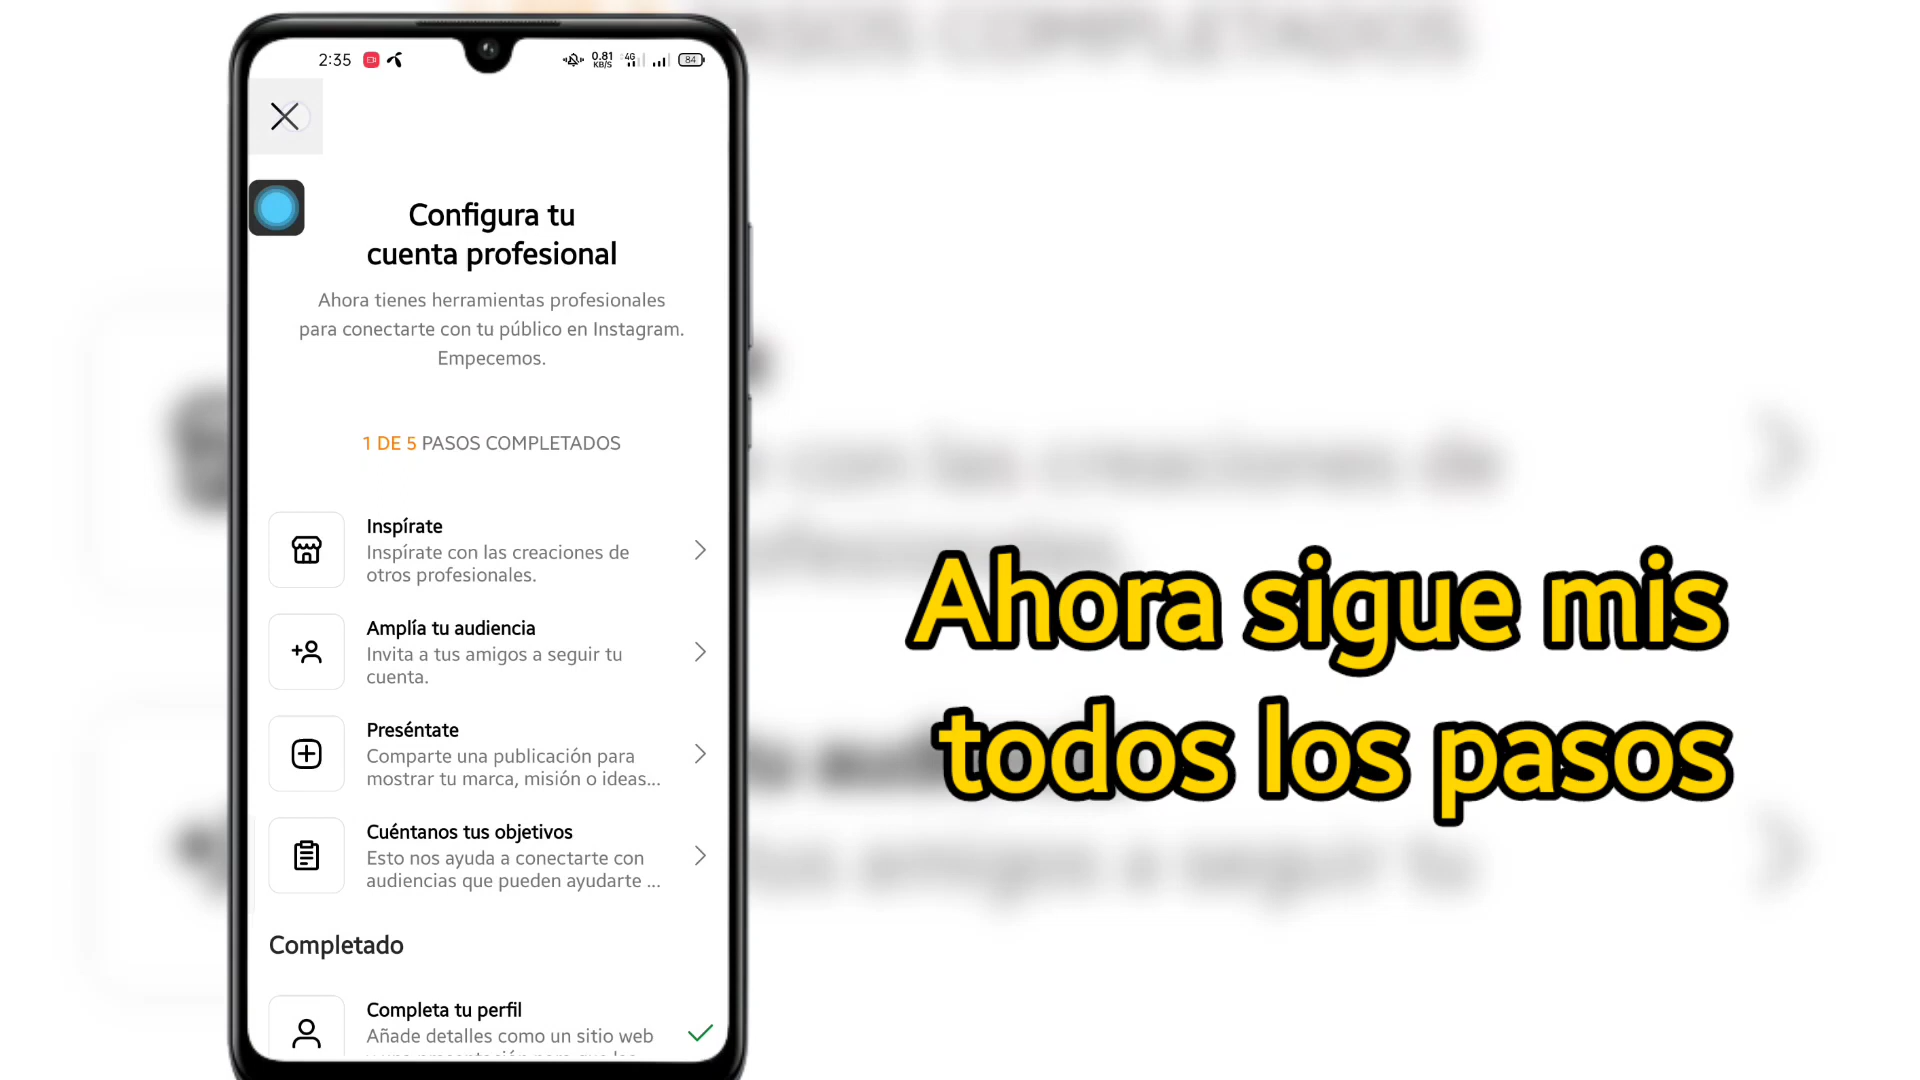 2:35
0.81
KB/S
4G
84
Configura tu
cuenta profesional
Ahora tienes herramientas profesionales
para conectarte con tu público en Instagram.
Empecemos.
1 DE 5 PASOS COMPLETADOS
Inspírate
Inspírate con las creaciones de
otros profesionales.
Amplía tu audiencia
Invita a tus amigos a seguir tu
cuenta.
Preséntate
Comparte una publicación para
mostrar tu marca, misión o ideas...
Cuéntanos tus objetivos
Esto nos ayuda a conectarte con
audiencias que pueden ayudarte ...
Completado
Completa tu perfil
Añade detalles como un sitio web
Ahora sigue mis
todos los pasos